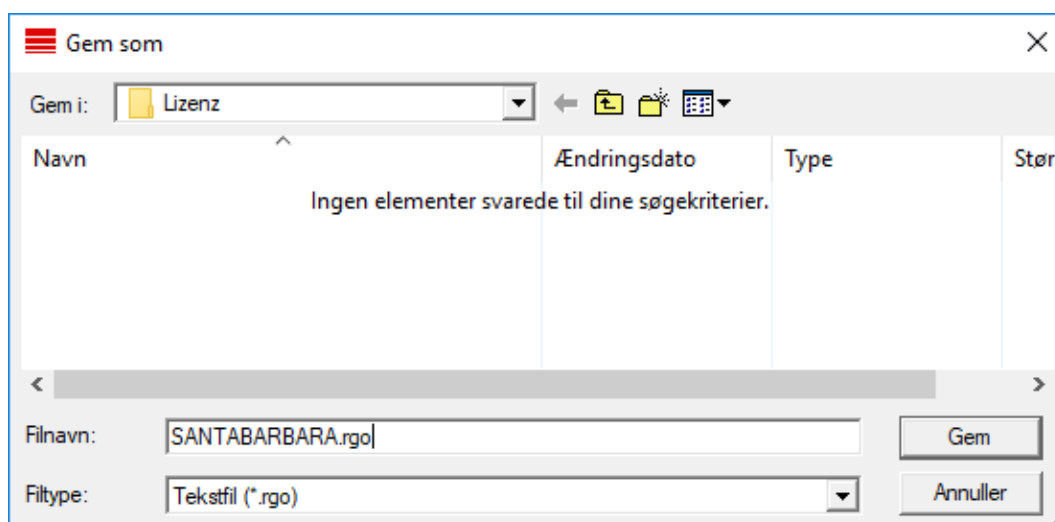 Gem som
Gem i: Lizenz
Navn Ændringsdato Type Stør
Ingen elementer svarede til dine søgekriterier.
Filnavn: SANTABARBARA.rgo Gem
Filtype: Tekstfil (*.rgo) Annuller